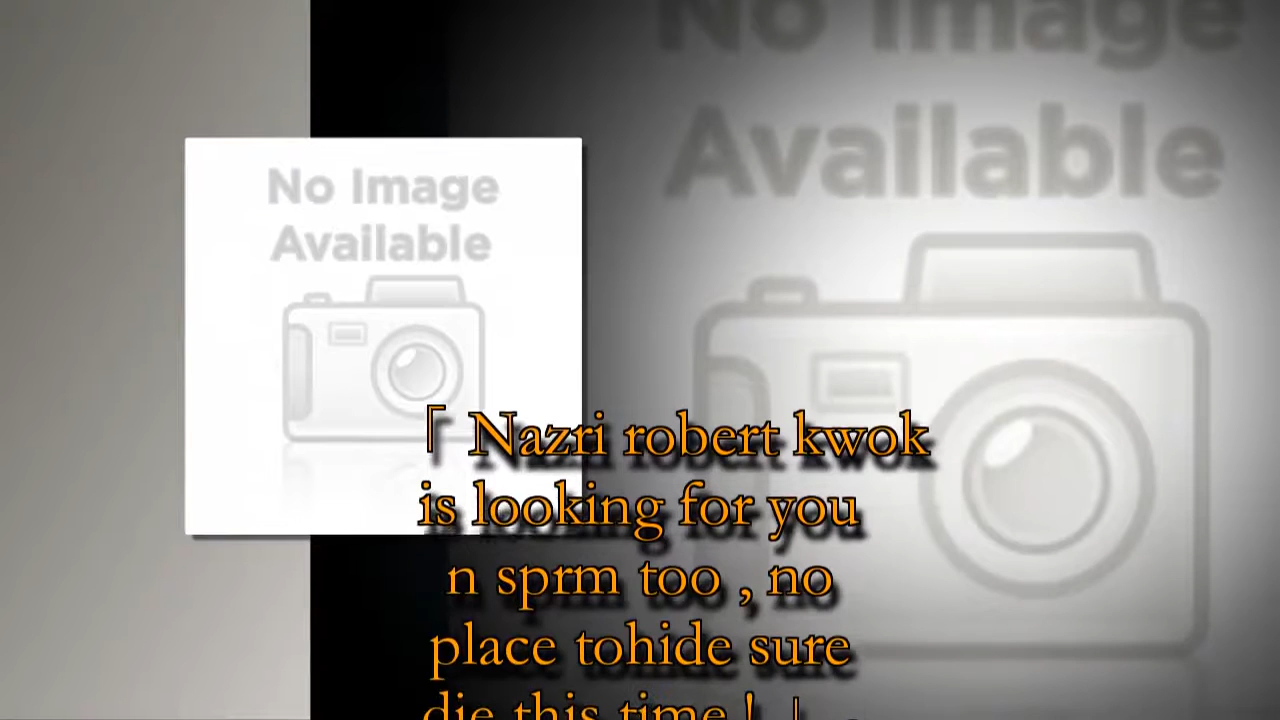 No Image
Available
No Image
Available
「 Nazri robert kwok
is looking for you
n sprm too , no
place tohide sure
die this time ! 」